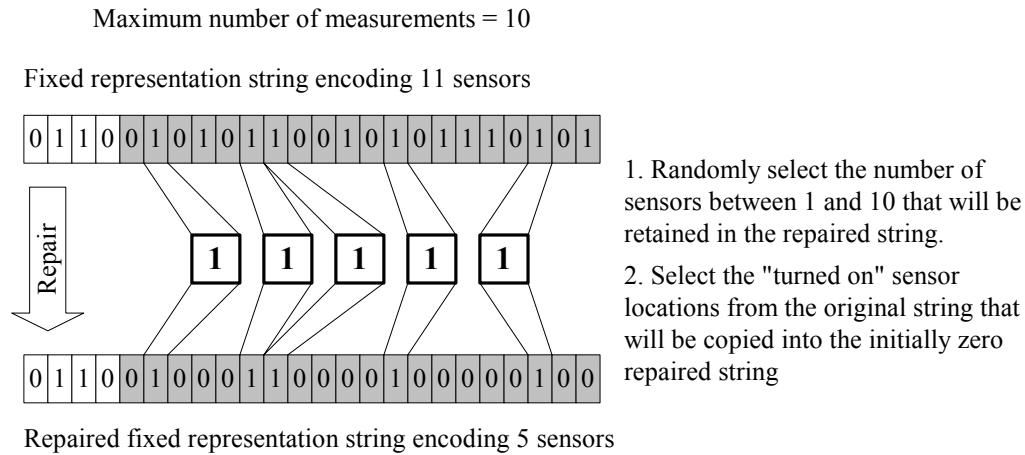 Maximum number of measurements = 10
Fixed representation string encoding 11 sensors
0 1 1 0 0 1 0 1 0 1 1 0 0 1 0 1 0 1 1 1 0 1 0 1
Repair
1 1 1 1 1
0 1 1 0 0 1 0 0 0 1 1 0 0 0 0 1 0 0 0 0 0 1 0 0
Repaired fixed representation string encoding 5 sensors
1. Randomly select the number of
sensors between 1 and 10 that will be
retained in the repaired string.
2. Select the "turned on" sensor
locations from the original string that
will be copied into the initially zero
repaired string